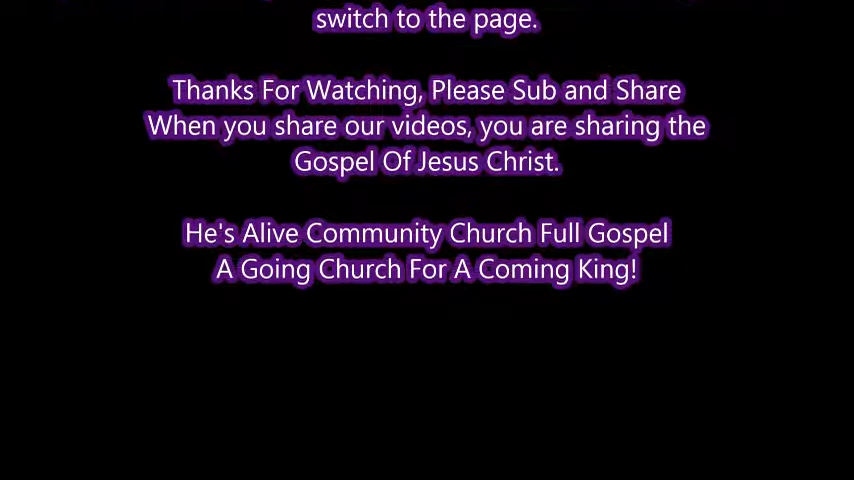 switch to the page.
Thanks For Watching, Please Sub and Share
When you share our videos, you are sharing the
Gospel Of Jesus Christ.
He's Alive Community Church Full Gospel
A Going Church For A Coming King!